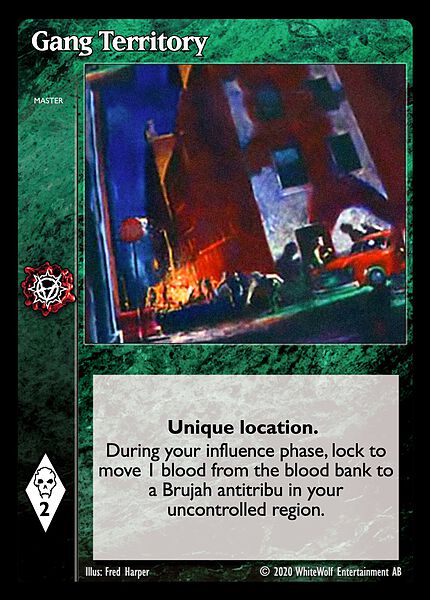 Gang Territory
MASTER
Unique location.
During your influence phase, lock to
move 1 blood from the blood bank to
a Brujah antitribu in your
uncontrolled region.
2
Illus: Fred Harper © 2020 WhiteWolf Entertainment AB